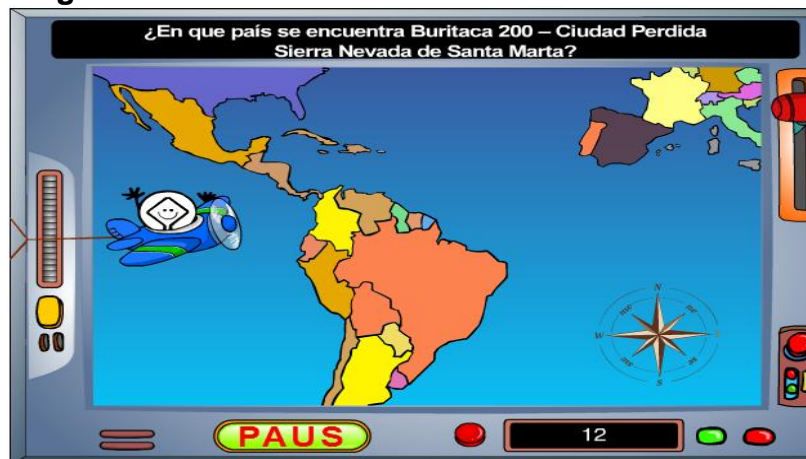 ¿En que país se encuentra Buritaca 200 – Ciudad Perdida
Sierra Nevada de Santa Marta?
N
W
S
PAUS
12